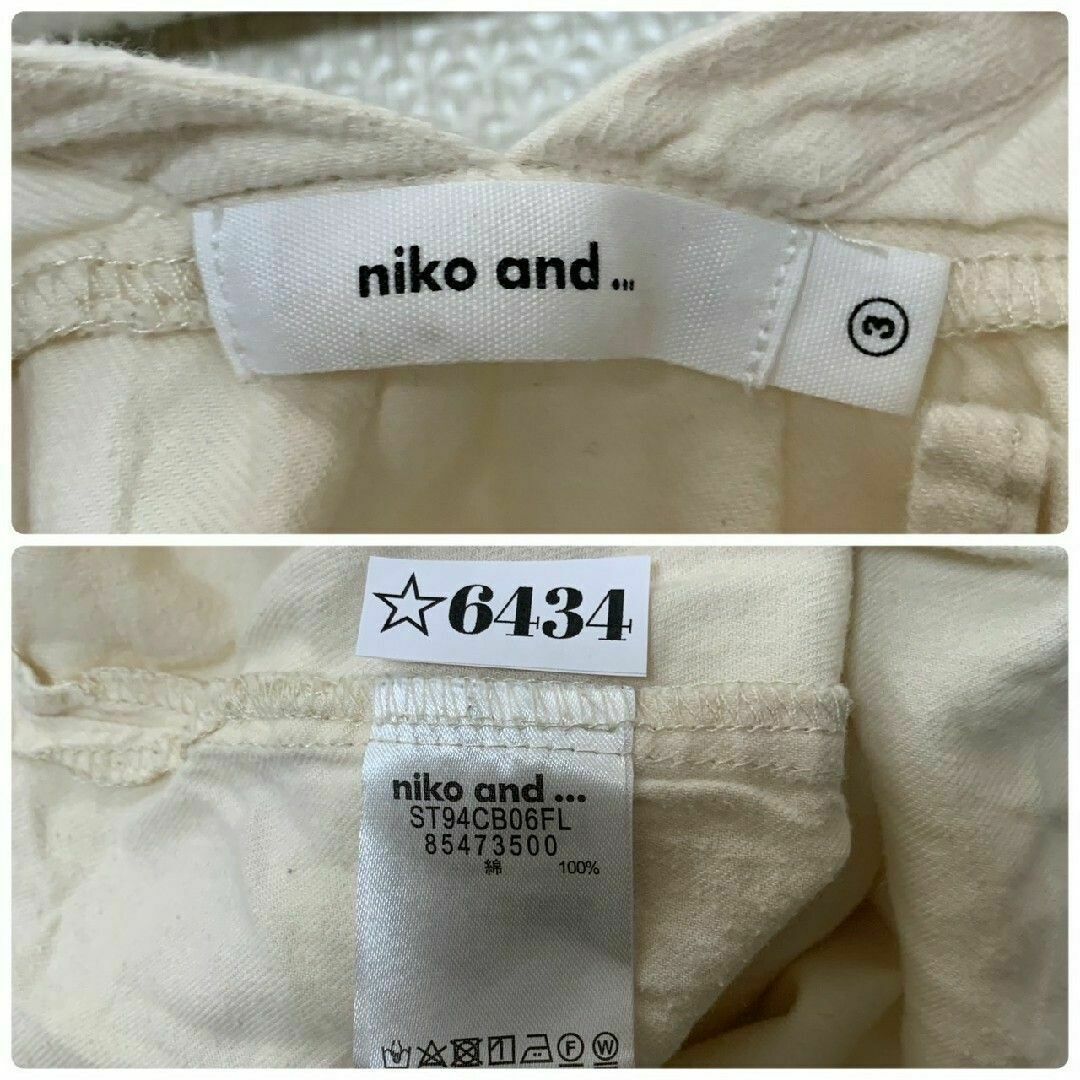 niko and ...
3
☆6434
niko and ...
ST94CB06FL
85473500
綿 100%
F W